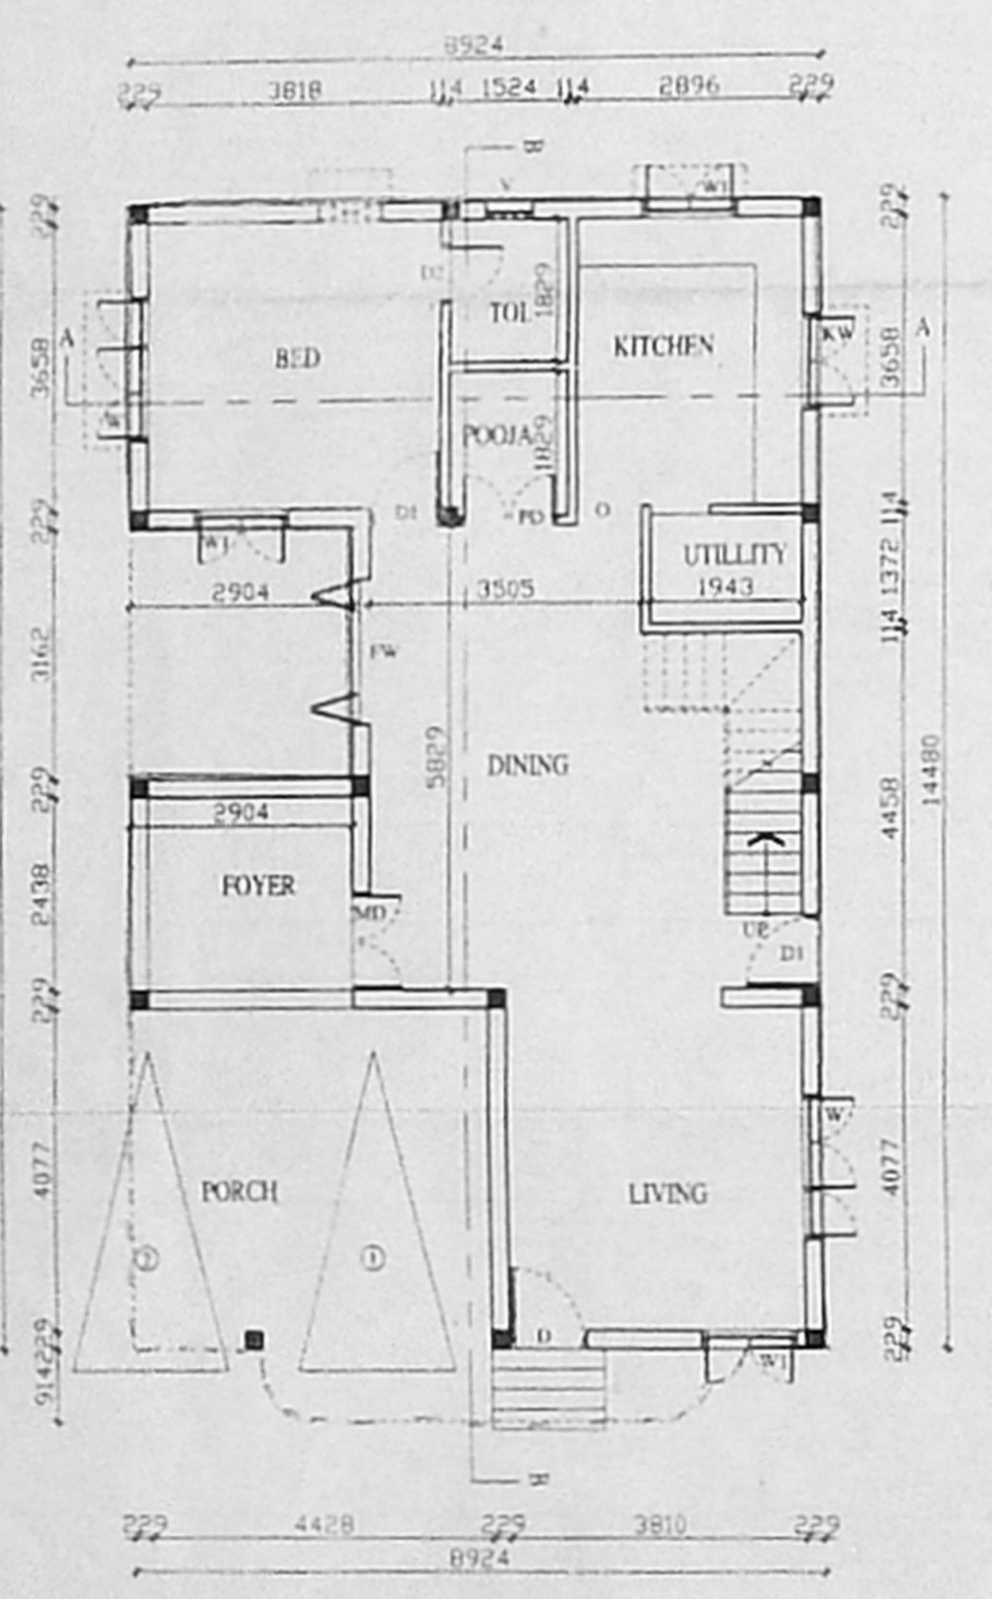 8924
229 3818 114 1524 114 2896 229
B
V W1
229 229
D2
1829
TOL
A KW A
BED KITCHEN
3658 3658
W
POOJA 1829
D1 PD O
229 114
W1
UTILLITY
2904 3505 1943
1372
114
3162
FW
5829 DINING
14480
229
2904
4458
FOYER
2438
MD
UP
D1
229 229
W
4077 4077
PORCH LIVING
2 1
229 D 229
W1
914
B
229 4428 229 3810 229
8924